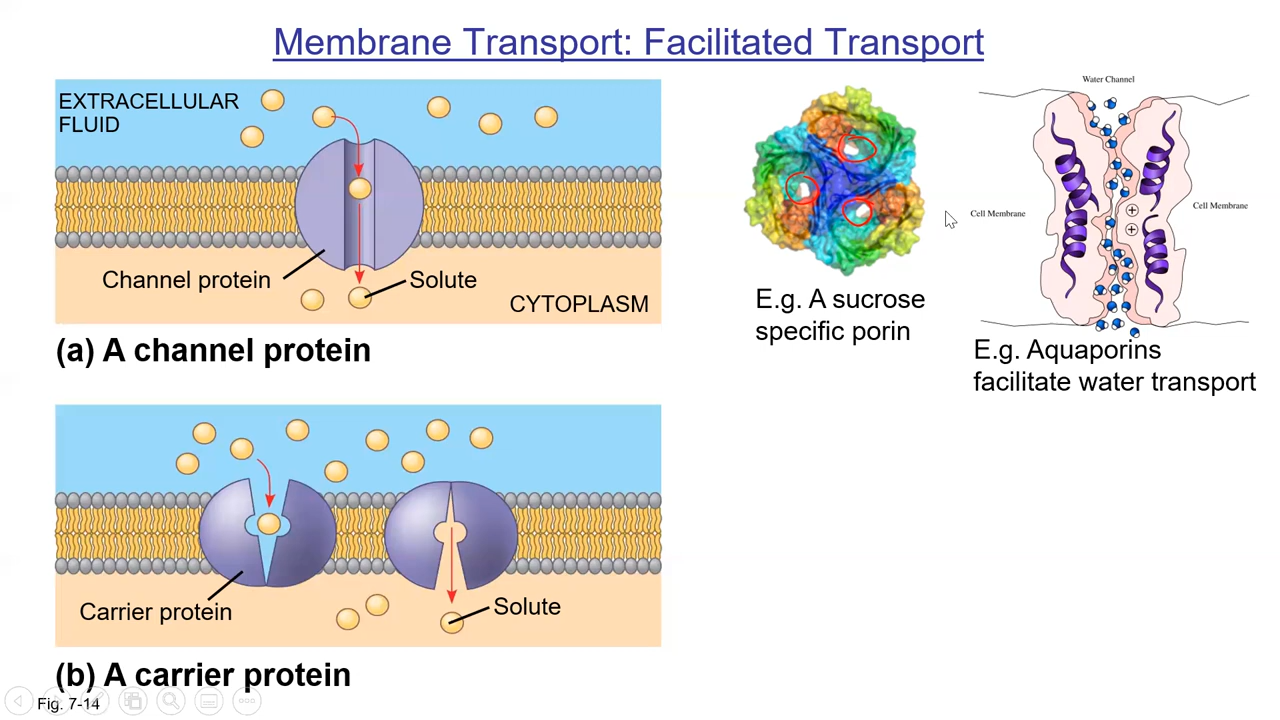 Membrane Transport: Facilitated Transport
EXTRACELLULAR
FLUID
Channel protein
Solute
CYTOPLASM
(a) A channel protein
E.g. A sucrose
specific porin
Water Channel
Cell Membrane
Cell Membrane
E.g. Aquaporins
facilitate water transport
Carrier protein
Solute
(b) A carrier protein
Fig. 7-14